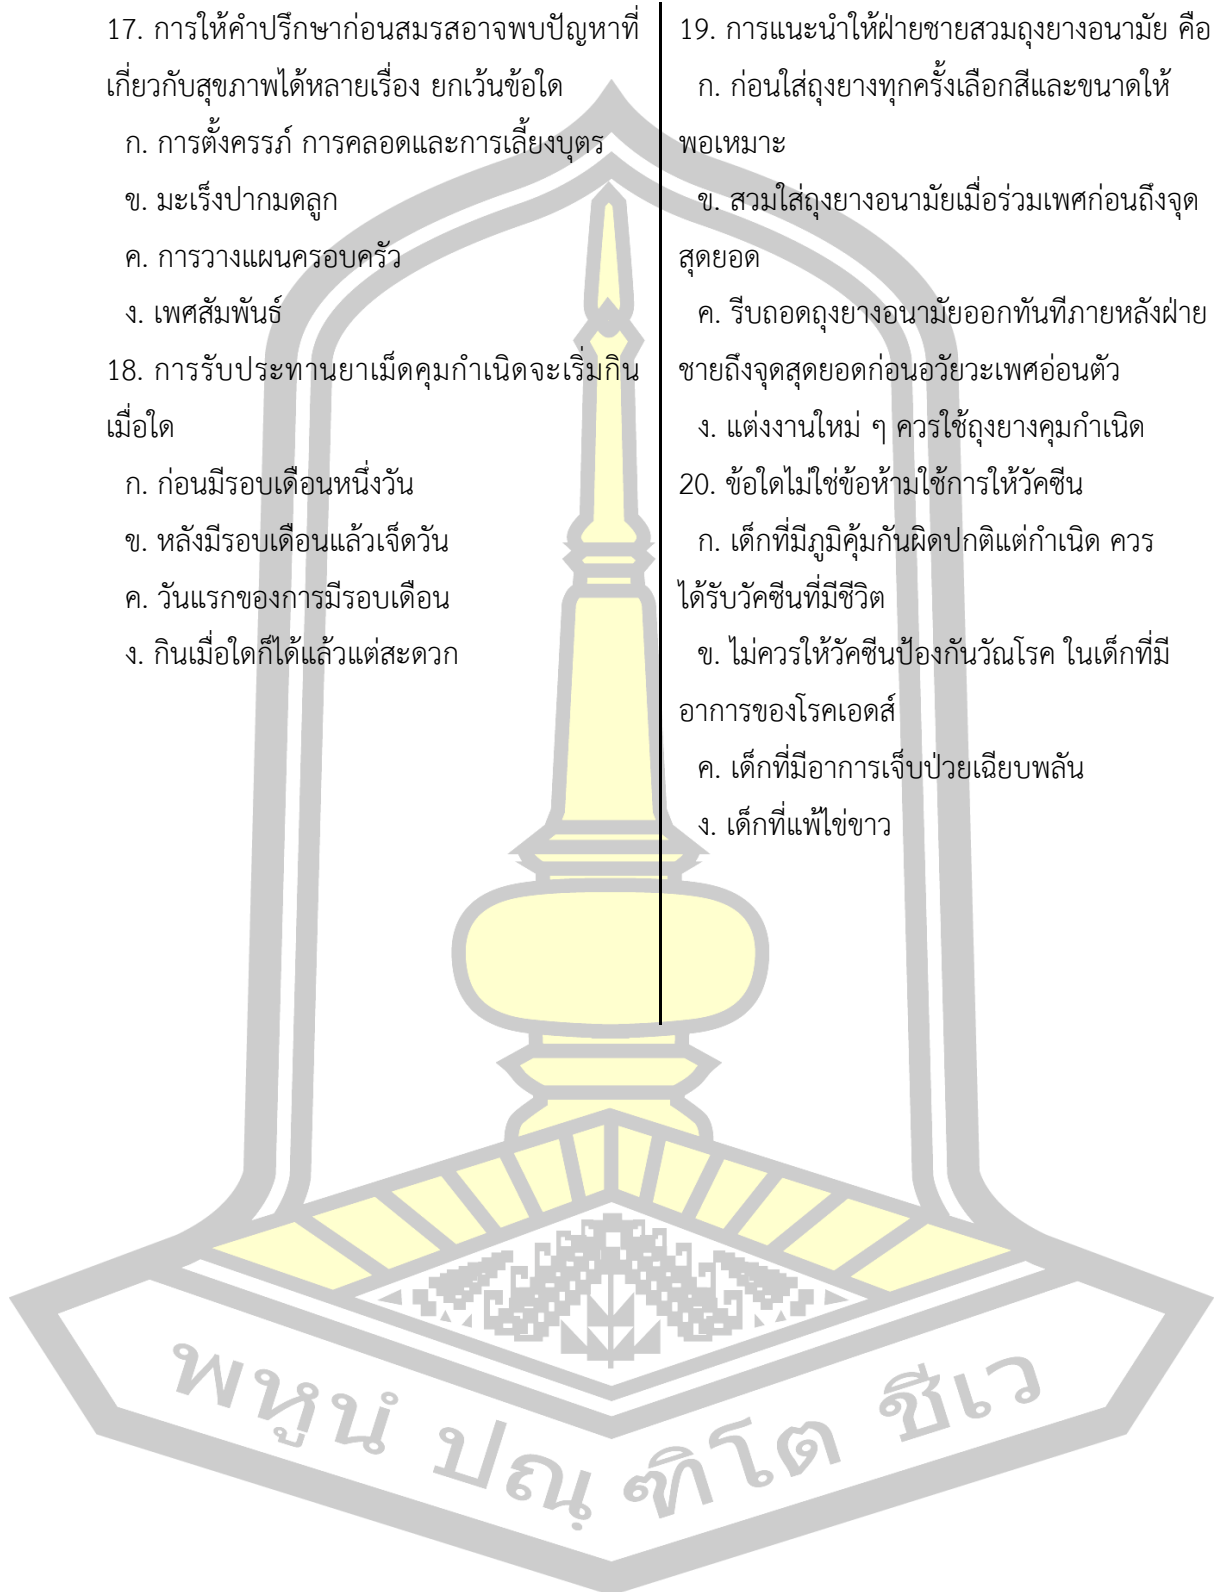 17. การให้คำปรึกษาก่อนสมรสอาจพบปัญหาที่
เกี่ยวกับสุขภาพได้หลายเรื่อง ยกเว้นข้อใด
ก. การตั้งครรภ์ การคลอดและการเลี้ยงบุตร
ข. มะเร็งปากมดลูก
ค. การวางแผนครอบครัว
ง. เพศสัมพันธ์
18. การรับประทานยาเม็ดคุมกำเนิดจะเริ่มกิน
เมื่อใด
ก. ก่อนมีรอบเดือนหนึ่งวัน
ข. หลังมีรอบเดือนแล้วเจ็ดวัน
ค. วันแรกของการมีรอบเดือน
ง. กินเมื่อใดก็ได้แล้วแต่สะดวก
19. การแนะนำให้ฝ่ายชายสวมถุงยางอนามัย คือ
ก. ก่อนใส่ถุงยางทุกครั้งเลือกสีและขนาดให้
พอเหมาะ
ข. สวมใส่ถุงยางอนามัยเมื่อร่วมเพศก่อนถึงจุด
สุดยอด
ค. รีบถอดถุงยางอนามัยออกทันทีภายหลังฝ่าย
ชายถึงจุดสุดยอดก่อนอวัยวะเพศอ่อนตัว
ง. แต่งงานใหม่ ๆ ควรใช้ถุงยางคุมกำเนิด
20. ข้อใดไม่ใช่ข้อห้ามใช้การให้วัคซีน
ก. เด็กที่มีภูมิคุ้มกันผิดปกติแต่กำเนิด ควร
ได้รับวัคซีนที่มีชีวิต
ข. ไม่ควรให้วัคซีนป้องกันวัณโรค ในเด็กที่มี
อาการของโรคเอดส์
ค. เด็กที่มีอาการเจ็บป่วยเฉียบพลัน
ง. เด็กที่แพ้ไข่ขาว
พหูนํ ปณฺ ฑิโต ชีเว